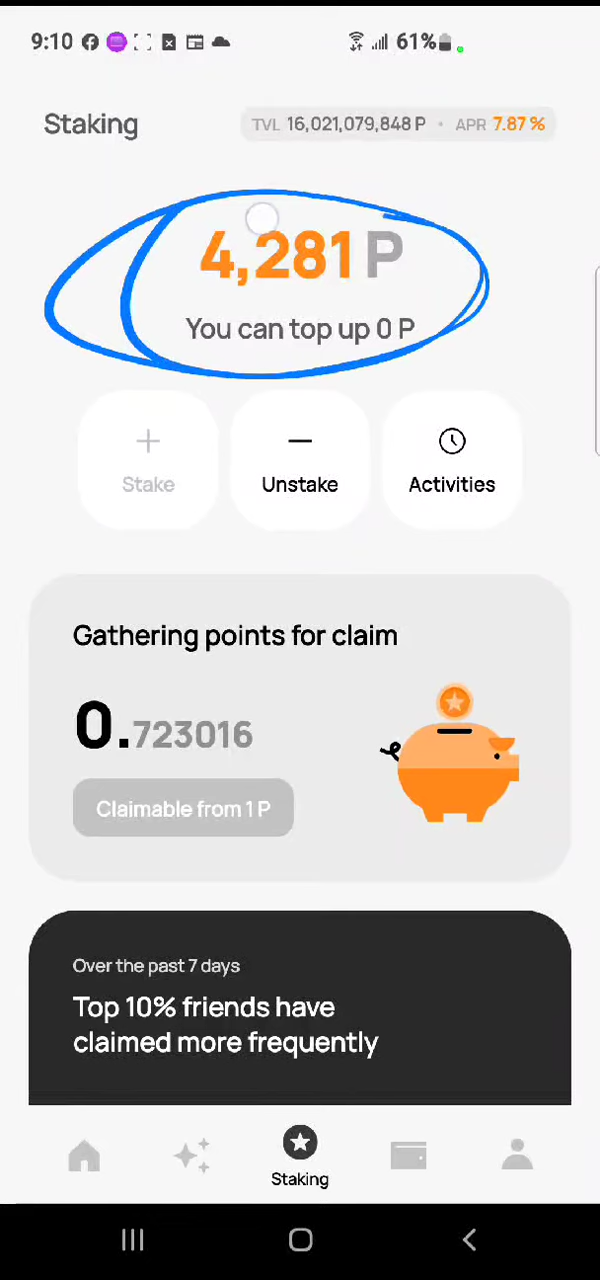 9:10 61%
Staking TVL 16,021,079,848 P • APR 7.87 %
4,281 P
You can top up 0 P
Stake Unstake Activities
Gathering points for claim
0.723016
Claimable from 1 P
Over the past 7 days
Top 10% friends have
claimed more frequently
Staking